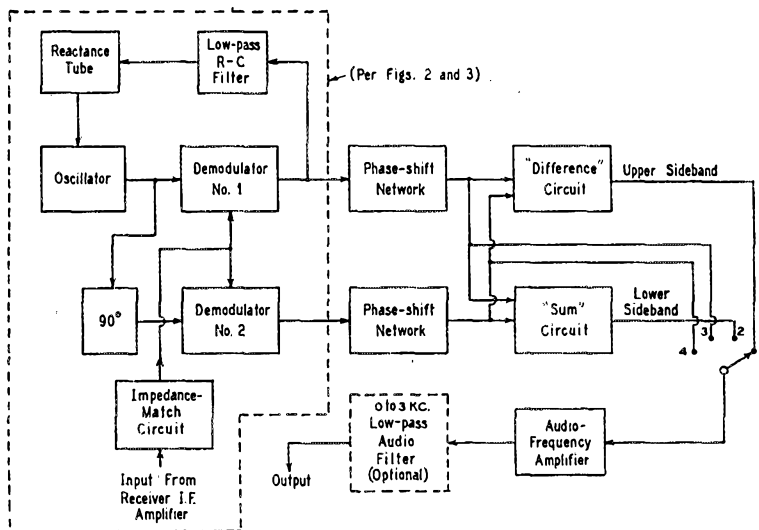 Reactance
Tube
Low-pass
R-C
Filter
(Per Figs. 2 and 3)
Oscillator
Demodulator
No. 1
Phase-shift
Network
"Difference"
Circuit
Upper Sideband
90°
Demodulator
No. 2
Phase-shift
Network
"Sum"
Circuit
Lower
Sideband
4
3
2
Impedance-
Match
Circuit
Input From
Receiver I.F.
Amplifier
Output
0 to 3 KC.
Low-pass
Audio
Filter
(Optional)
Audio-
Frequency
Amplifier